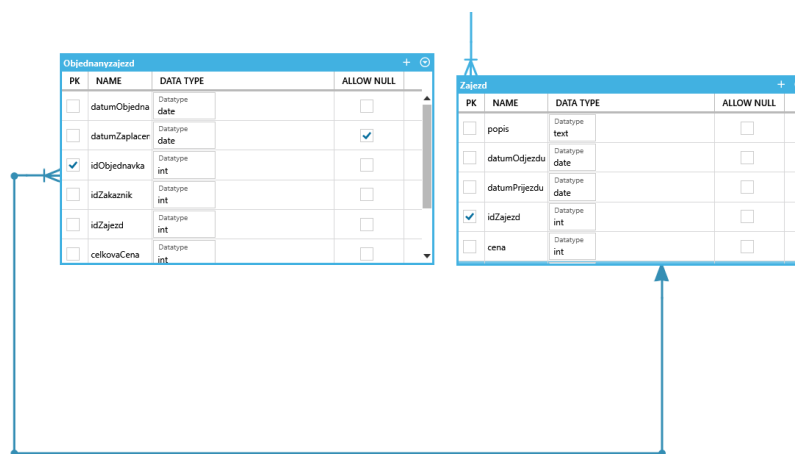 Objednanyzajezd
PK NAME DATA TYPE ALLOW NULL
datumObjedna Datatype date
datumZaplacen Datatype date
idObjednavka Datatype int
idZakaznik Datatype int
idZajezd Datatype int
celkovaCena Datatype int
Zajezd
PK NAME DATA TYPE ALLOW NULL
popis Datatype text
datumOdjezdu Datatype date
datumPrijezdu Datatype date
idZajezd Datatype int
cena Datatype int